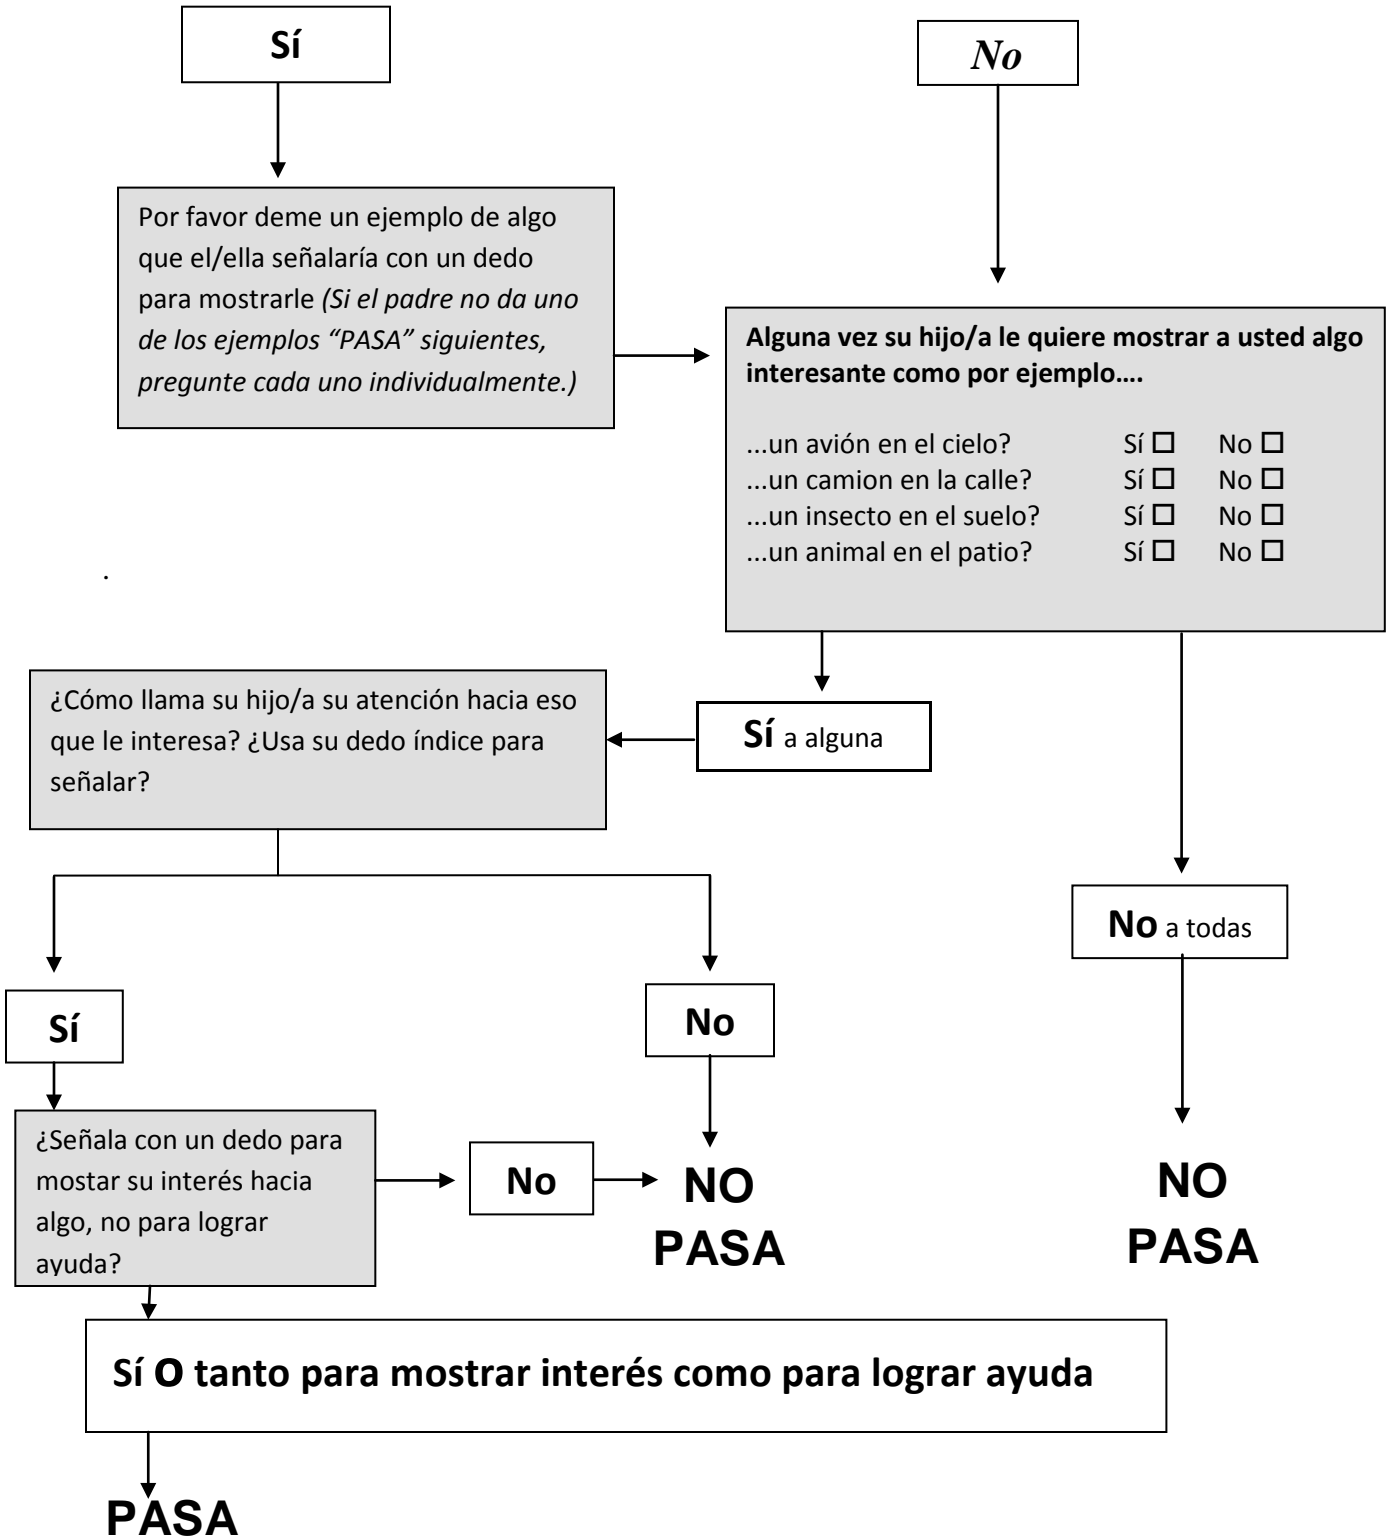 Sí
No
Por favor deme un ejemplo de algo
que el/ella señalaría con un dedo
para mostrarle (Si el padre no da uno
de los ejemplos “PASA” siguientes,
pregunte cada uno individualmente.)
Alguna vez su hijo/a le quiere mostrar a usted algo
interesante como por ejemplo….
...un avión en el cielo? Sí □ No □
...un camion en la calle? Sí □ No □
...un insecto en el suelo? Sí □ No □
...un animal en el patio? Sí □ No □
.
¿Cómo llama su hijo/a su atención hacia eso
que le interesa? ¿Usa su dedo índice para
señalar?
Sí a alguna
No a todas
Sí
No
¿Señala con un dedo para
mostar su interés hacia
algo, no para lograr
ayuda?
No
NO
PASA
NO
PASA
Sí o tanto para mostrar interés como para lograr ayuda
PASA